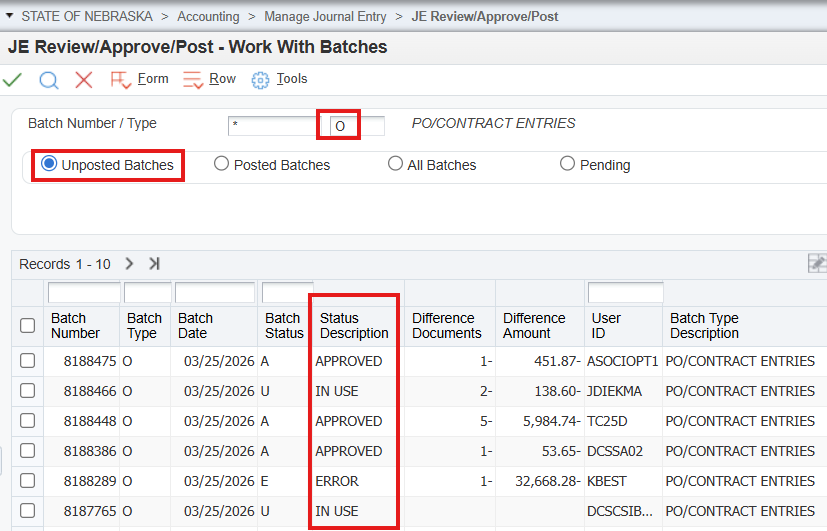 STATE OF NEBRASKA > Accounting > Manage Journal Entry > JE Review/Approve/Post
JE Review/Approve/Post - Work With Batches
Form Row Tools
Batch Number / Type * O PO/CONTRACT ENTRIES
Unposted Batches Posted Batches All Batches Pending
Records 1 - 10
Batch Number Batch Type Batch Date Batch Status Status Description Difference Documents Difference Amount User ID Batch Type Description
8188475 O 03/25/2026 A APPROVED 1- 451.87- ASOCIOPT1 PO/CONTRACT ENTRIES
8188466 O 03/25/2026 U IN USE 2- 138.60- JDIEKMA PO/CONTRACT ENTRIES
8188448 O 03/25/2026 A APPROVED 5- 5,984.74- TC25D PO/CONTRACT ENTRIES
8188386 O 03/25/2026 A APPROVED 1- 53.65- DCSSA02 PO/CONTRACT ENTRIES
8188289 O 03/25/2026 E ERROR 1- 32,668.28- KBEST PO/CONTRACT ENTRIES
8187765 O 03/25/2026 U IN USE DCSCSIB... PO/CONTRACT ENTRIES